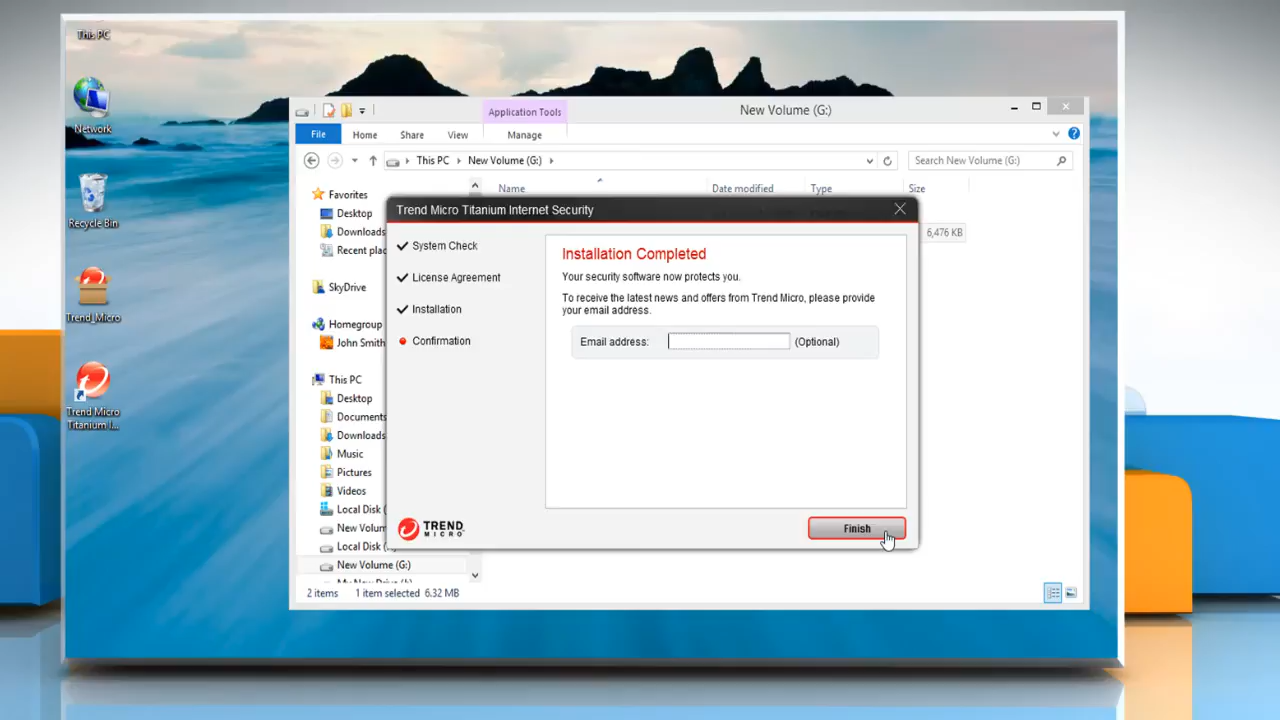 This PC
Network
Recycle Bin
Trend_Micro
Trend Micro
Titanium I...
Application Tools
New Volume (G:)
File
Home
Share
View
Manage
This PC
New Volume (G:)
Search New Volume (G:)
Name
Date modified
Type
Size
6,476 KB
Favorites
Desktop
Downloads
Recent plac
SkyDrive
Homegroup
John Smith
This PC
Desktop
Documents
Downloads
Music
Pictures
Videos
Local Disk (
New Volum
Local Disk (
New Volume (G:)
2 items
1 item selected 6.32 MB
Trend Micro Titanium Internet Security
System Check
License Agreement
Installation
Confirmation
Installation Completed
Your security software now protects you.
To receive the latest news and offers from Trend Micro, please provide
your email address.
Email address:
(Optional)
TREND
MICRO
Finish